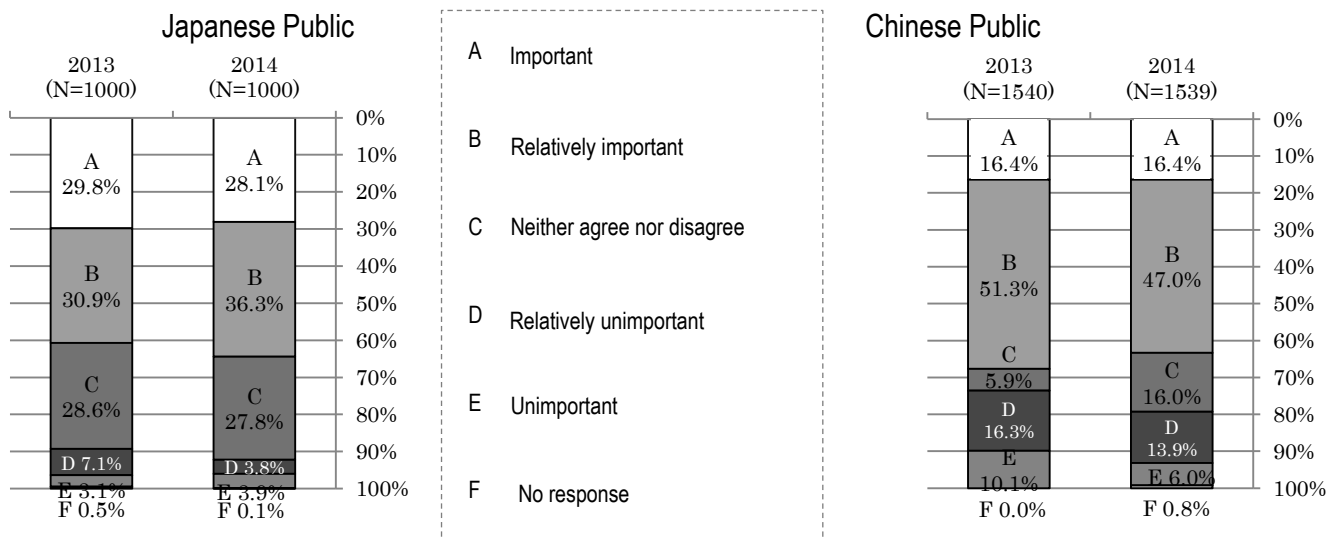 Japanese Public
2013
(N=1000)
2014
(N=1000)
0%
10%
20%
30%
40%
50%
60%
70%
80%
90%
100%
A
29.8%
B
30.9%
C
28.6%
D 7.1%
E 3.1%
F 0.5%
A
28.1%
B
36.3%
C
27.8%
D 3.8%
E 3.9%
F 0.1%
A Important
B Relatively important
C Neither agree nor disagree
D Relatively unimportant
E Unimportant
F No response
Chinese Public
2013
(N=1540)
2014
(N=1539)
0%
10%
20%
30%
40%
50%
60%
70%
80%
90%
100%
A
16.4%
B
51.3%
C
5.9%
D
16.3%
E
10.1%
F 0.0%
A
16.4%
B
47.0%
C
16.0%
D
13.9%
E 6.0%
F 0.8%